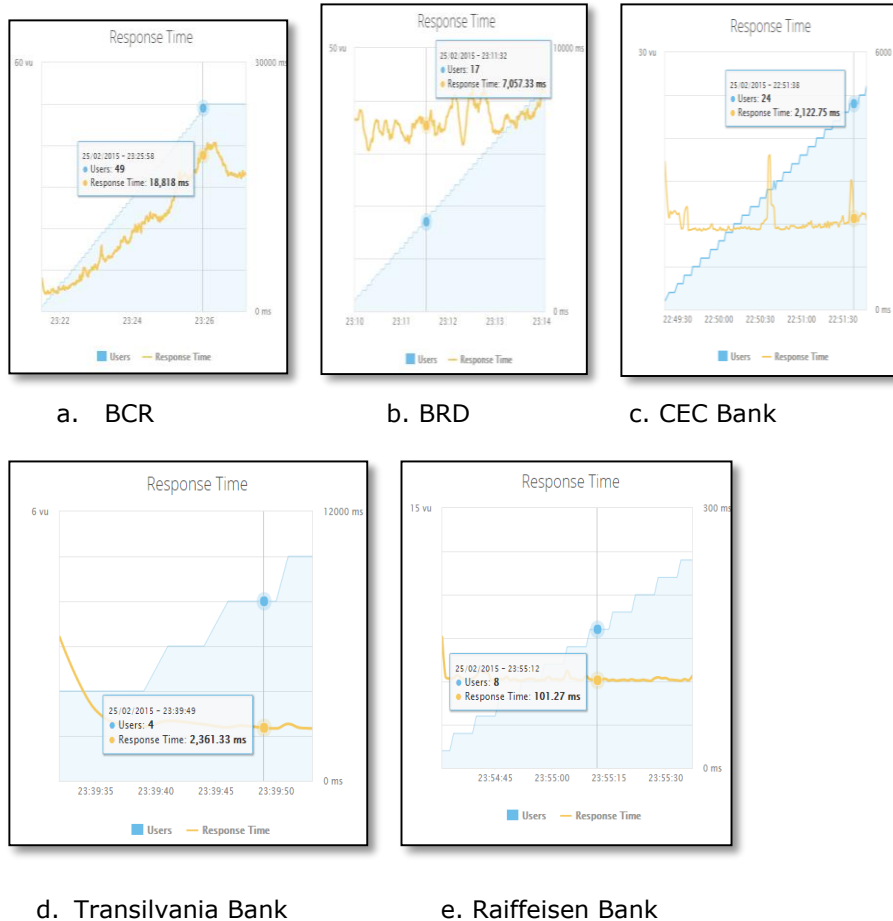 Response Time
60 vu
30000 ms
25/02/2015 - 23:25:58
Users: 49
Response Time: 18,818 ms
0 ms
23:22 23:24 23:26
Users Response Time
Response Time
50 vu
10000 ms
25/02/2015 - 23:11:32
Users: 17
Response Time: 7,057.33 ms
0 ms
23:10 23:11 23:12 23:13 23:14
Users Response Time
Response Time
30 vu
6000
25/02/2015 - 22:51:38
Users: 24
Response Time: 2,122.75 ms
0 ms
22:49:30 22:50:00 22:50:30 22:51:00 22:51:30
Users Response Time
a. BCR
b. BRD
c. CEC Bank
Response Time
6 vu
12000 ms
25/02/2015 - 23:39:49
Users: 4
Response Time: 2,361.33 ms
0 ms
23:39:35 23:39:40 23:39:45 23:39:50
Users Response Time
Response Time
15 vu
300 ms
25/02/2015 - 23:55:12
Users: 8
Response Time: 101.27 ms
0 ms
23:54:45 23:55:00 23:55:15 23:55:30
Users Response Time
d. Transilvania Bank
e. Raiffeisen Bank